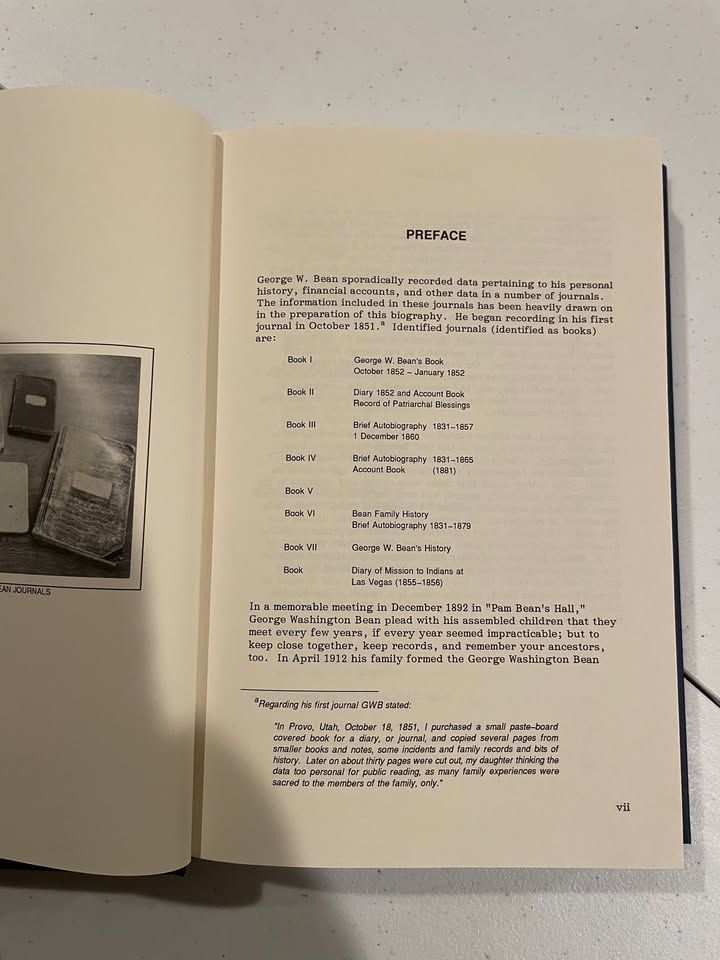 EAN JOURNALS
PREFACE
George W. Bean sporadically recorded data pertaining to his personal
history, financial accounts, and other data in a number of journals.
The information included in these journals has been heavily drawn on
in the preparation of this biography. He began recording in his first
journal in October 1851.a Identified journals (identified as books)
are:
Book I George W. Bean's Book
October 1852 – January 1852
Book II Diary 1852 and Account Book
Record of Patriarchal Blessings
Book III Brief Autobiography 1831–1857
1 December 1860
Book IV Brief Autobiography 1831–1865
Account Book (1881)
Book V
Book VI Bean Family History
Brief Autobiography 1831–1879
Book VII George W. Bean's History
Book Diary of Mission to Indians at
Las Vegas (1855–1856)
In a memorable meeting in December 1892 in "Pam Bean's Hall,"
George Washington Bean plead with his assembled children that they
meet every few years, if every year seemed impracticable; but to
keep close together, keep records, and remember your ancestors,
too. In April 1912 his family formed the George Washington Bean
aRegarding his first journal GWB stated:
"In Provo, Utah, October 18, 1851, I purchased a small paste–board
covered book for a diary, or journal, and copied several pages from
smaller books and notes, some incidents and family records and bits of
history. Later on about thirty pages were cut out, my daughter thinking the
data too personal for public reading, as many family experiences were
sacred to the members of the family, only."
vii